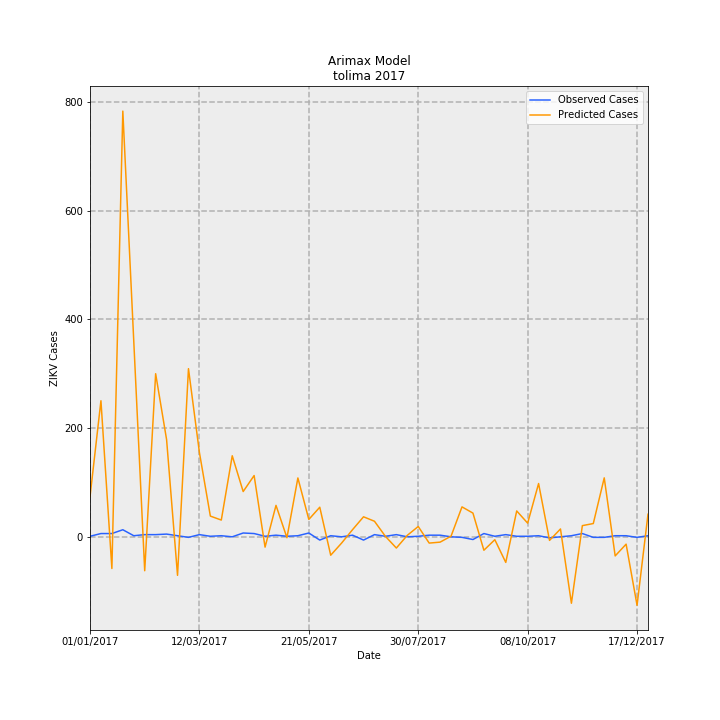 Arimax Model
tolima 2017
Observed Cases
Predicted Cases
800
600
400
200
0
ZIKV Cases
01/01/2017 12/03/2017 21/05/2017 30/07/2017 08/10/2017 17/12/2017
Date